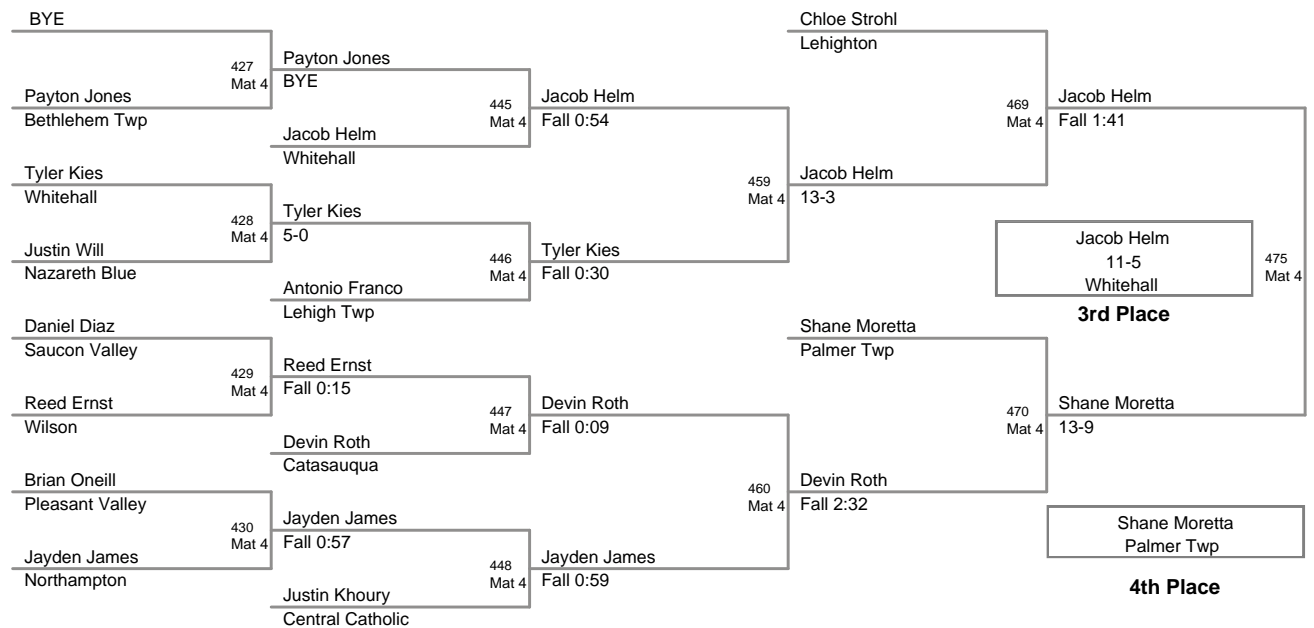 BYE
427
Mat 4
Payton Jones
Bethlehem Twp
Payton Jones
BYE
445
Mat 4
Jacob Helm
Whitehall
Jacob Helm
Fall 0:54
Tyler Kies
Whitehall
428
Mat 4
Justin Will
Nazareth Blue
Tyler Kies
5-0
446
Mat 4
Antonio Franco
Lehigh Twp
Tyler Kies
Fall 0:30
459
Mat 4
Jacob Helm
13-3
Chloe Strohl
Lehighton
469
Mat 4
Jacob Helm
Fall 1:41
Daniel Diaz
Saucon Valley
429
Mat 4
Reed Ernst
Wilson
Reed Ernst
Fall 0:15
447
Mat 4
Devin Roth
Catasauqua
Devin Roth
Fall 0:09
Brian Oneill
Pleasant Valley
430
Mat 4
Jayden James
Northampton
Jayden James
Fall 0:57
448
Mat 4
Justin Khoury
Central Catholic
Jayden James
Fall 0:59
460
Mat 4
Devin Roth
Fall 2:32
Shane Moretta
Palmer Twp
470
Mat 4
Shane Moretta
13-9
475
Mat 4
Jacob Helm
11-5
Whitehall
3rd Place
Shane Moretta
Palmer Twp
4th Place